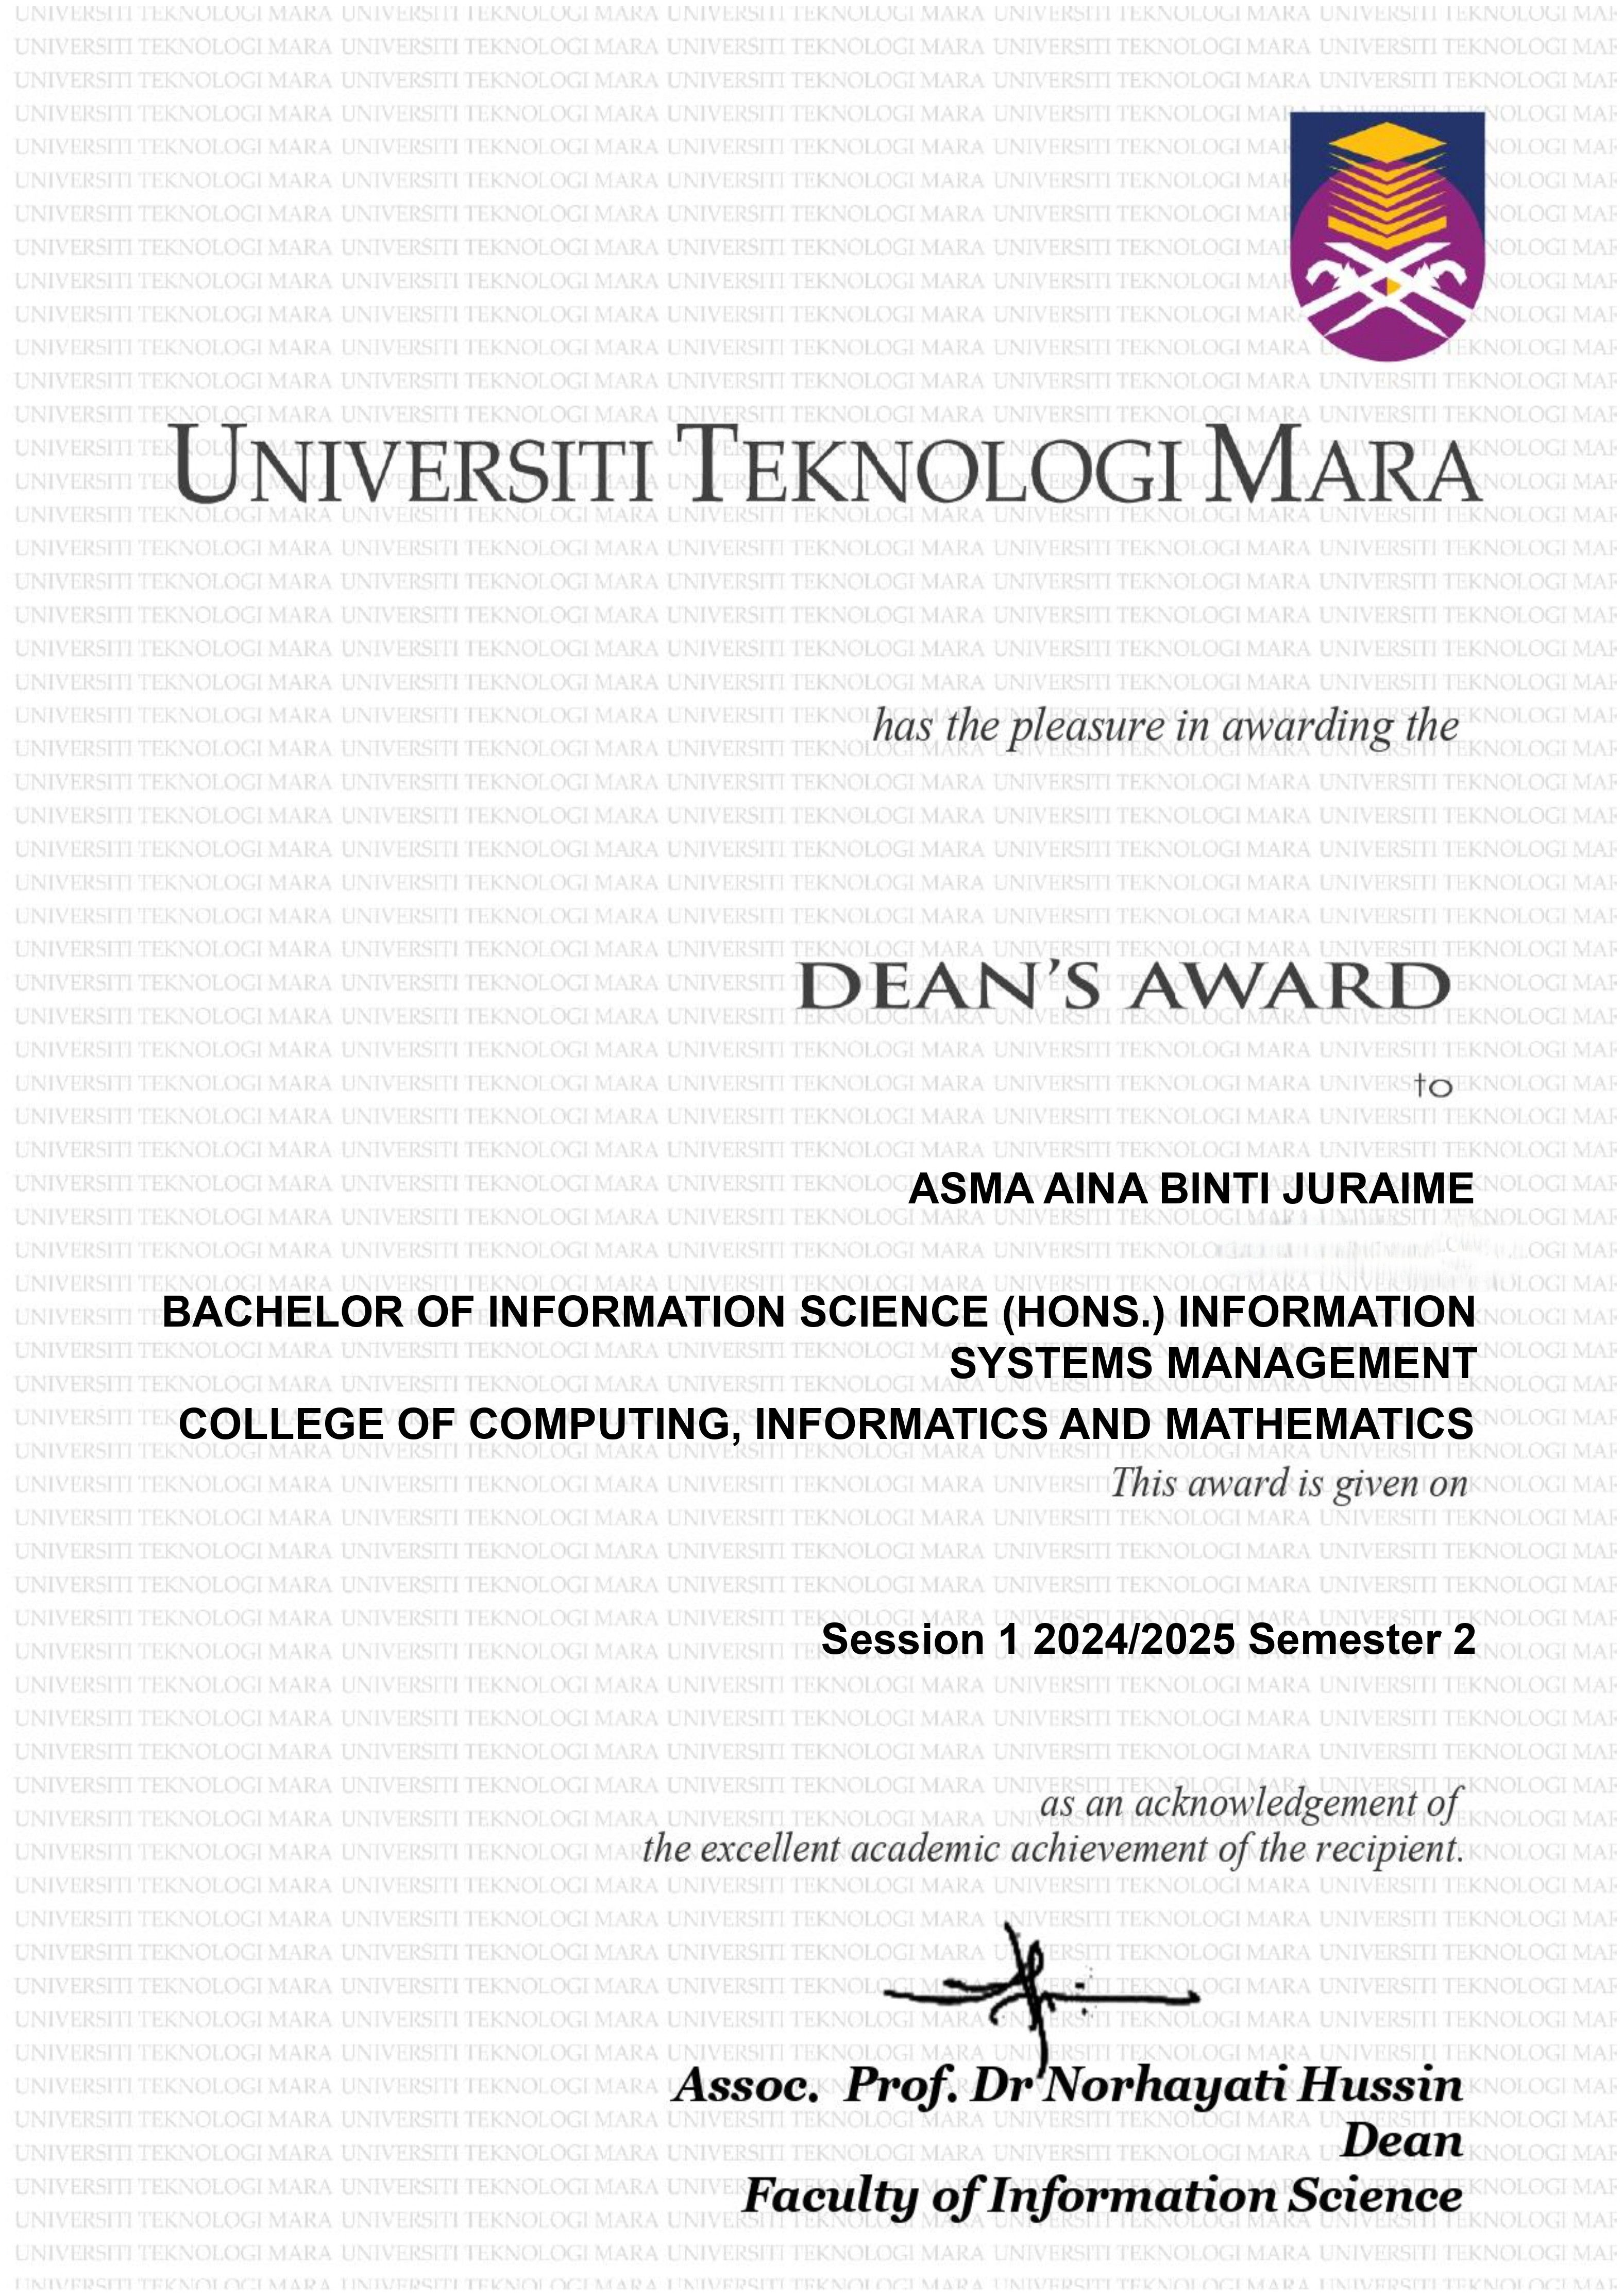 UNIVERSITI TEKNOLOGI MARA
has the pleasure in awarding the
DEAN'S AWARD
to
ASMA AINA BINTI JURAIME
BACHELOR OF INFORMATION SCIENCE (HONS.) INFORMATION
SYSTEMS MANAGEMENT
COLLEGE OF COMPUTING, INFORMATICS AND MATHEMATICS
This award is given on
Session 1 2024/2025 Semester 2
as an acknowledgement of
the excellent academic achievement of the recipient.
Assoc. Prof. Dr Norhayati Hussin
Dean
Faculty of Information Science